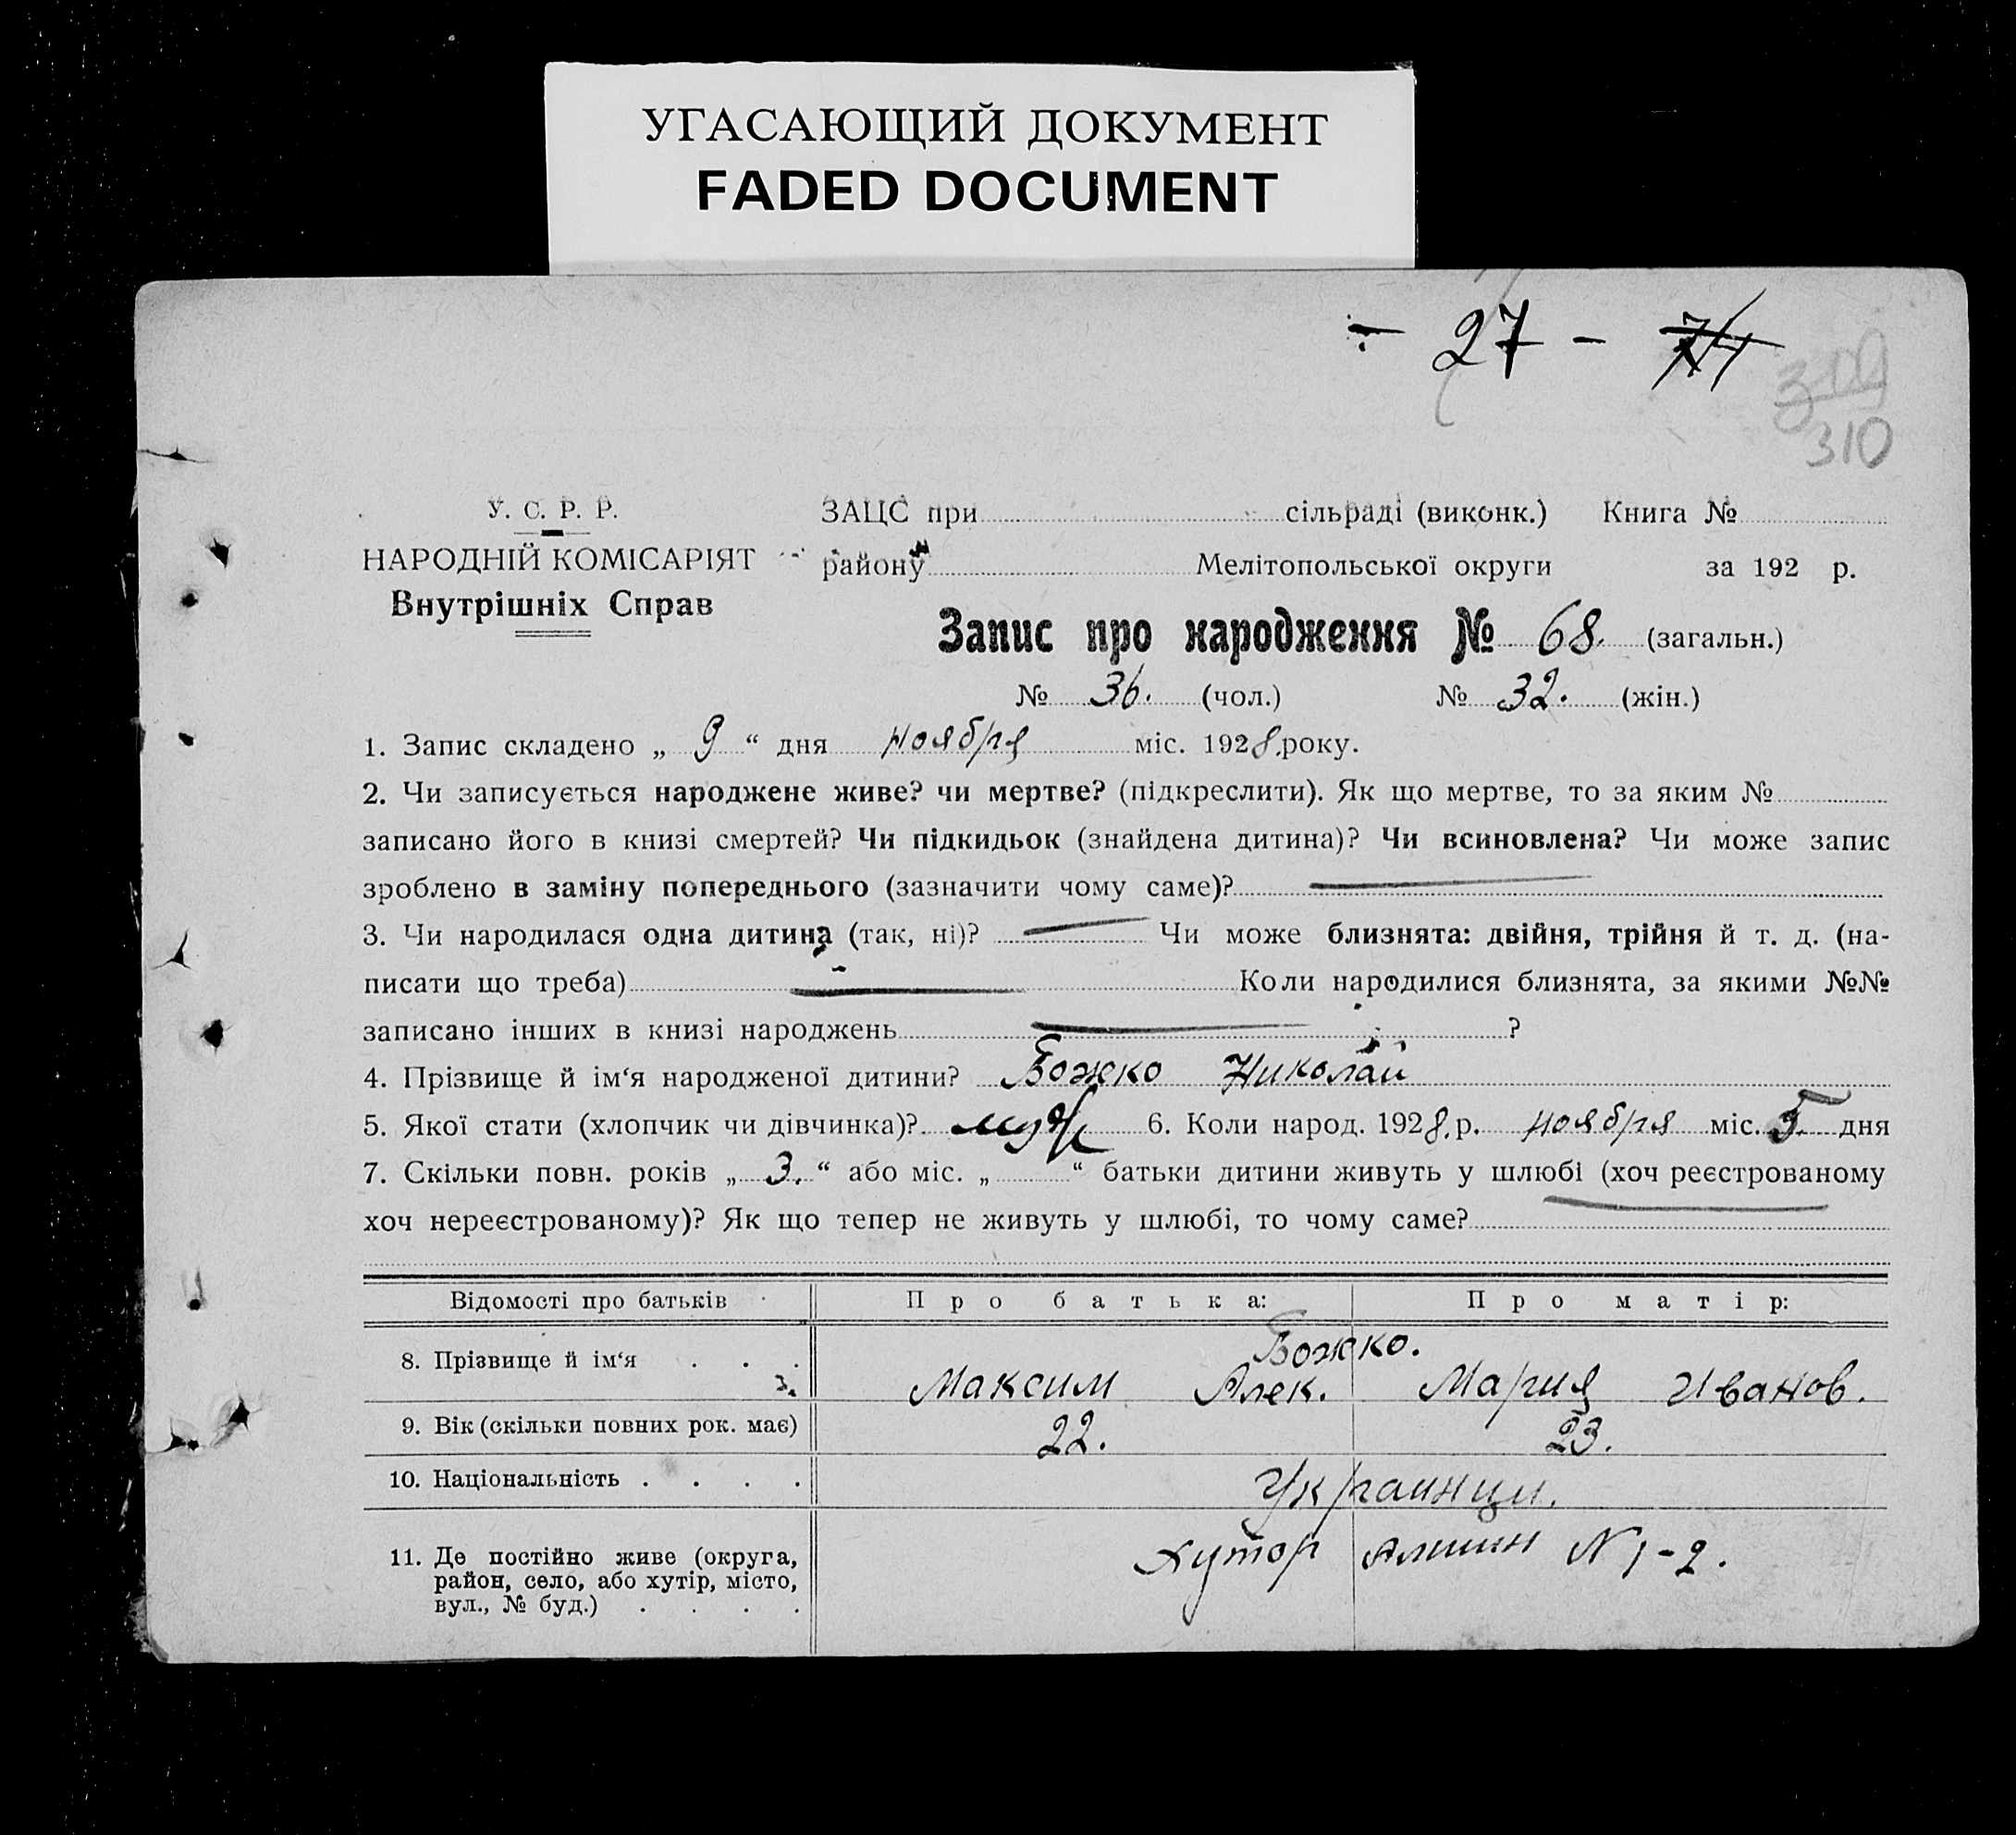 УГАСАЮЩИЙ ДОКУМЕНТ
FADED DOCUMENT
- 27 - 74
310
У. С. Р. Р.
НАРОДНІЙ КОМІСАРІЯТ
Внутрішніх Справ
ЗАЦС при сільраді (виконк.) Книга №
району Мелітопольської округи за 192 р.
Запис про народження № 68. (загальн.)
№ 36. (чол.) № 32. (жін.)
1. Запис складено „ 9 “ дня ноября міс. 1928. року.
2. Чи записується народжене живе? чи мертве? (підкреслити). Як що мертве, то за яким №
записано його в книзі смертей? Чи підкидьок (знайдена дитина)? Чи всиновлена? Чи може запис
зроблено в заміну попереднього (зазначити чому саме)?
3. Чи народилася одна дитина (так, ні)? Чи може близнята: двійня, трійня й т. д. (на-
писати що треба) Коли народилися близнята, за якими №№
записано інших в книзі народжень ?
4. Прізвище й ім‘я народженої дитини? Божко Николай
5. Якої стати (хлопчик чи дівчинка)? муж 6. Коли народ. 1928. р. ноября міс. 5. дня
7. Скільки повн. років „ 3. “ або міс. „ “ батьки дитини живуть у шлюбі (хоч реєстрованому
хоч нереєстрованому)? Як що тепер не живуть у шлюбі, то чому саме?
Відомості про батьків Про батька: Про матір:
Божко.
8. Прізвище й ім‘я . . . Максим Алек. Мария Иванов.
9. Вік (скільки повних рок. має) 22. 23.
10. Національність . . . . Украинци.
11. Де постійно живе (округа, район, село, або хутір, місто, вул., № буд.) . . . . Хутор N 1-2.